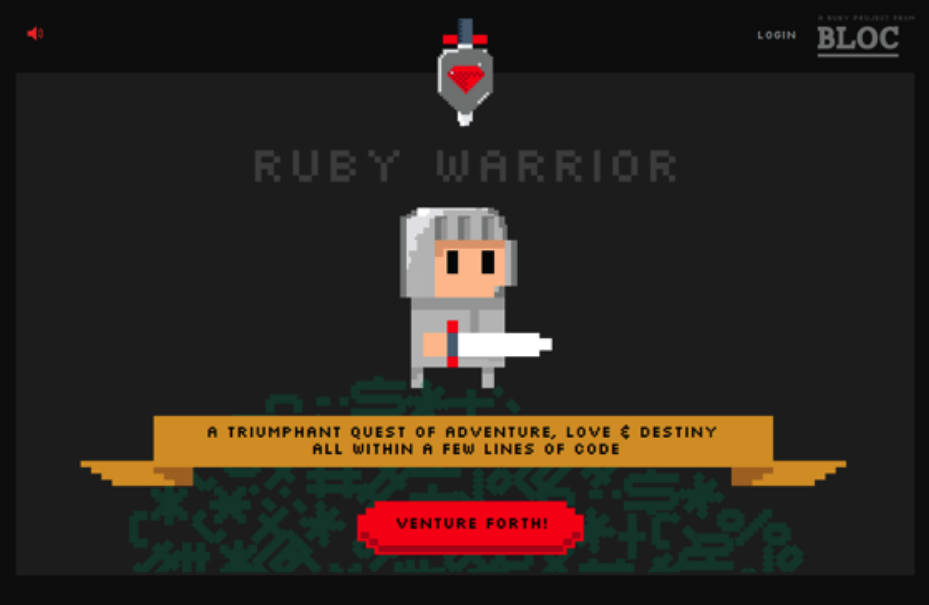 LOGIN
A RUBY PROJECT FROM
BLOC
RUBY WARRIOR
A TRIUMPHANT QUEST OF ADVENTURE, LOVE & DESTINY
ALL WITHIN A FEW LINES OF CODE
VENTURE FORTH!